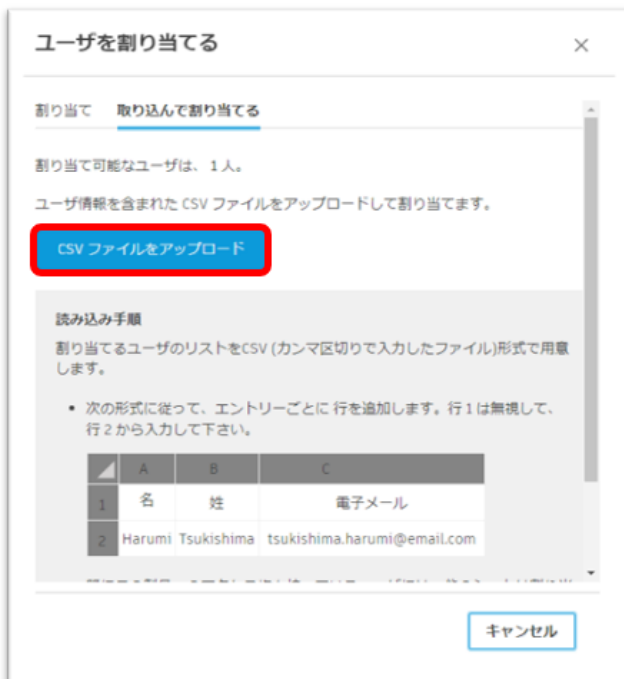 ユーザを割り当てる ×
割り当て 取り込んで割り当てる
割り当て可能なユーザは、 1 人。
ユーザ情報を含まれた CSV ファイルをアップロードして割り当てます。
CSV ファイルをアップロード
読み込み手順
割り当てるユーザのリストをCSV (カンマ区切りで入力したファイル)形式で用意
します。
• 次の形式に従って、エントリーごとに 行を追加します。行 1 は無視して、
行 2 から入力して下さい。
A B C
1 名 姓 電子メール
2 Harumi Tsukishima tsukishima.harumi@email.com
キャンセル